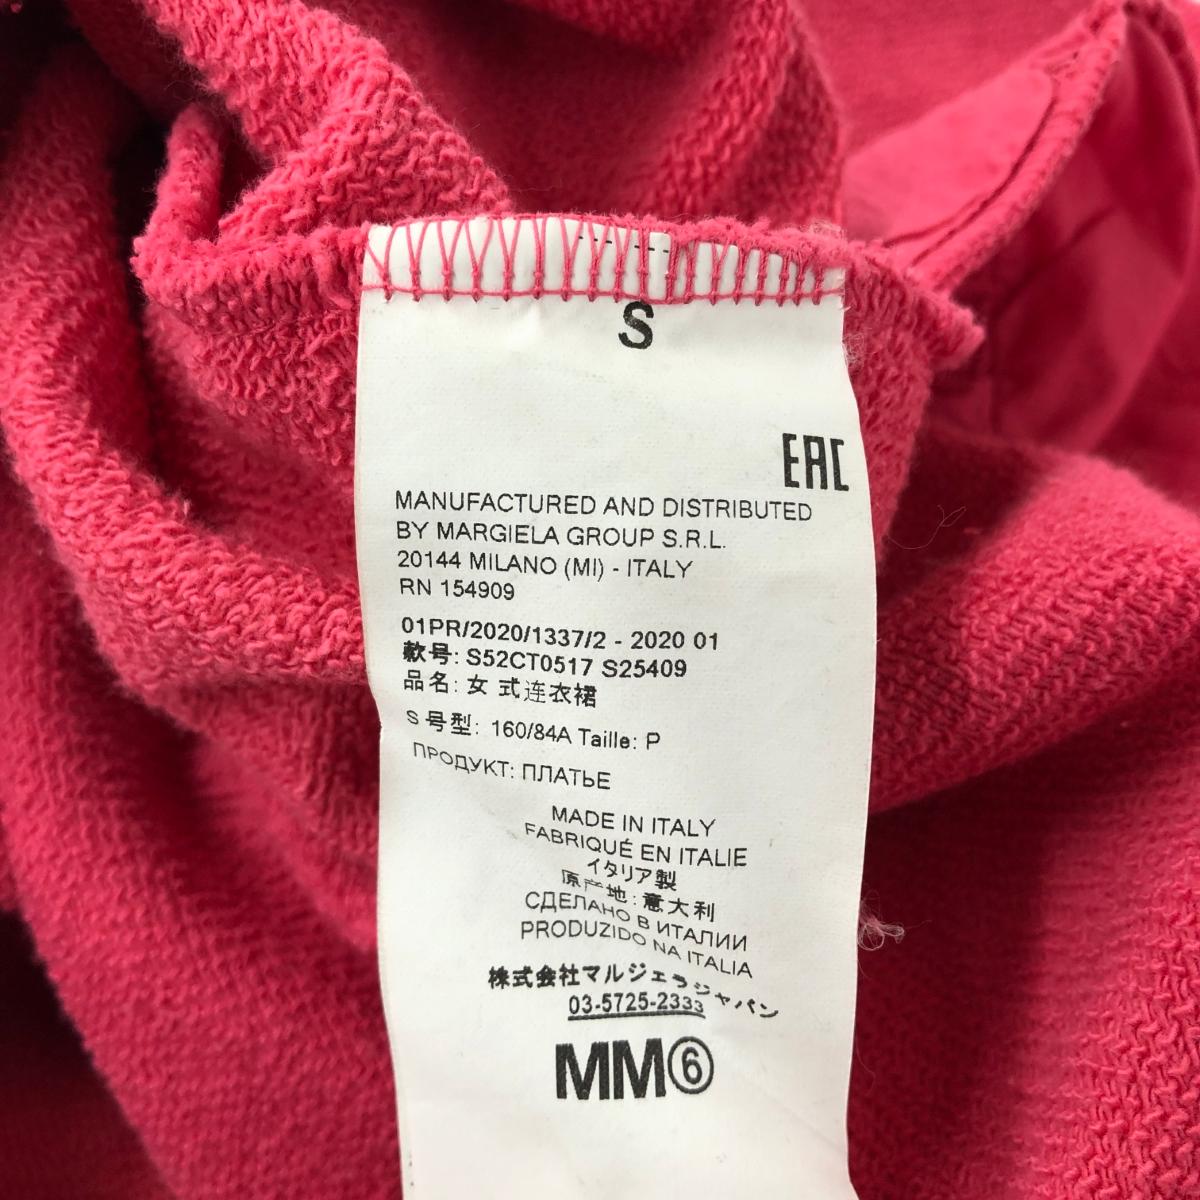 S
EAC
MANUFACTURED AND DISTRIBUTED
BY MARGIELA GROUP S.R.L.
20144 MILANO (MI) - ITALY
RN 154909
01PR/2020/1337/2 - 2020 01
款号: S52CT0517 S25409
品名: 女 式连衣裙
S 号型: 160/84A Taille: P
ПРОДУКТ: ПЛАТЬЕ
MADE IN ITALY
FABRIQUÉ EN ITALIE
イタリア製
原产地: 意大利
СДЕЛАНО В ИТАЛИИ
PRODUZIDO NA ITALIA
株式会社マルジェラジャパン
03-5725-2333
MM⑥